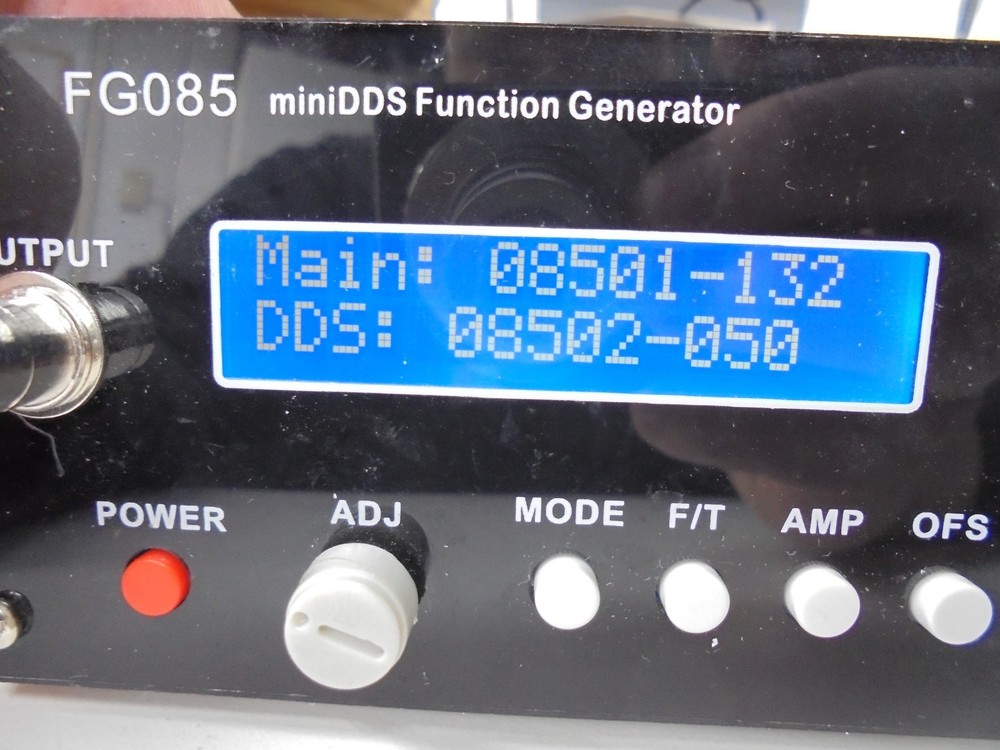 FG085 miniDDS Function Generator
UTPUT
Main: 08501-132
DDS: 08502-050
POWER ADJ MODE F/T AMP OFS